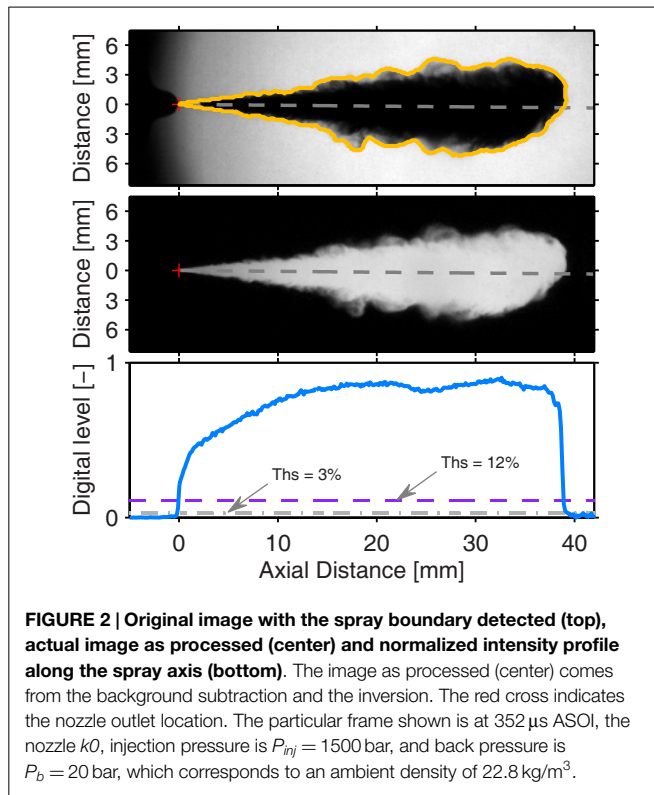 Distance [mm]
6
3
0
3
6
Distance [mm]
6
3
0
3
6
Digital level [-]
1
0
Ths = 3%
Ths = 12%
0 10 20 30 40
Axial Distance [mm]
FIGURE 2 | Original image with the spray boundary detected (top),
actual image as processed (center) and normalized intensity profile
along the spray axis (bottom). The image as processed (center) comes
from the background subtraction and the inversion. The red cross indicates
the nozzle outlet location. The particular frame shown is at 352 μs ASOI, the
nozzle k0, injection pressure is Pinj = 1500 bar, and back pressure is
Pb = 20 bar, which corresponds to an ambient density of 22.8 kg/m³.